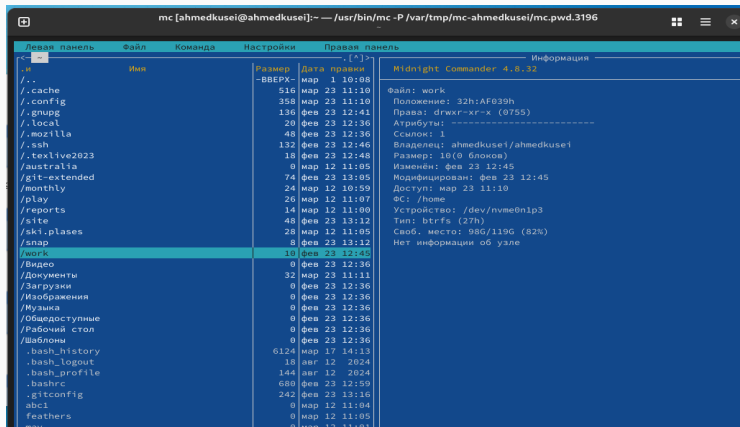 mc [ahmedkusei@ahmedkusei]:~ — /usr/bin/mc -P /var/tmp/mc-ahmedkusei/mc.pwd.3196
Левая панель Файл Команда Настройки Правая панель
<— ~ .[^]>
.и Имя Размер Дата правки
/.. -ВВЕРХ- мар 1 10:08
/.cache 516 мар 23 11:10
/.config 358 мар 23 11:10
/.gnupg 136 фев 23 12:41
/.local 20 фев 23 12:36
/.mozilla 48 фев 23 12:36
/.ssh 132 фев 23 12:46
/.texlive2023 18 фев 23 12:48
/australia 0 мар 12 11:05
/git-extended 74 фев 23 13:05
/monthly 24 мар 12 10:59
/play 26 мар 12 11:07
/reports 14 мар 12 11:00
/site 48 фев 23 13:12
/ski.plases 28 мар 12 11:05
/snap 8 фев 23 13:12
/work 10 фев 23 12:45
/Видео 0 фев 23 12:36
/Документы 32 мар 23 11:11
/Загрузки 0 фев 23 12:36
/Изображения 0 фев 23 12:36
/Музыка 0 фев 23 12:36
/Общедоступные 0 фев 23 12:36
/Рабочий стол 0 фев 23 12:36
/Шаблоны 0 фев 23 12:36
.bash_history 6124 мар 17 14:13
.bash_logout 18 авг 12 2024
.bash_profile 144 авг 12 2024
.bashrc 680 фев 23 12:59
.gitconfig 242 фев 23 13:16
abc1 0 мар 12 11:04
feathers 0 мар 12 11:05
Информация
Midnight Commander 4.8.32
Файл: work
Положение: 32h:AF039h
Права: drwxr-xr-x (0755)
Атрибуты: ------------------------
Ссылок: 1
Владелец: ahmedkusei/ahmedkusei
Размер: 10(0 блоков)
Изменён: фев 23 12:45
Модифицирован: фев 23 12:45
Доступ: мар 23 11:10
ФС: /home
Устройство: /dev/nvme0n1p3
Тип: btrfs (27h)
Своб. место: 98G/119G (82%)
Нет информации об узле